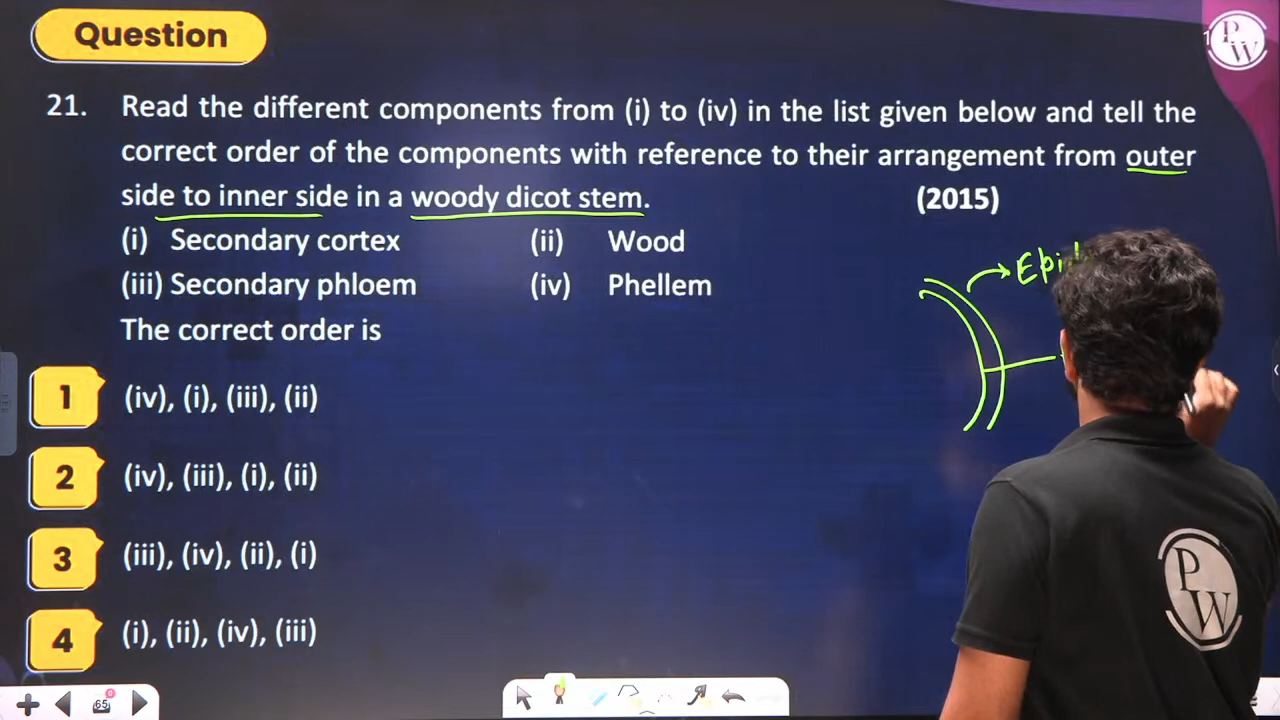 Question
21. Read the different components from (i) to (iv) in the list given below and tell the
correct order of the components with reference to their arrangement from outer
side to inner side in a woody dicot stem. (2015)
(i) Secondary cortex (ii) Wood
(iii) Secondary phloem (iv) Phellem
The correct order is
1 (iv), (i), (iii), (ii)
2 (iv), (iii), (i), (ii)
3 (iii), (iv), (ii), (i)
4 (i), (ii), (iv), (iii)
PW
PW
65